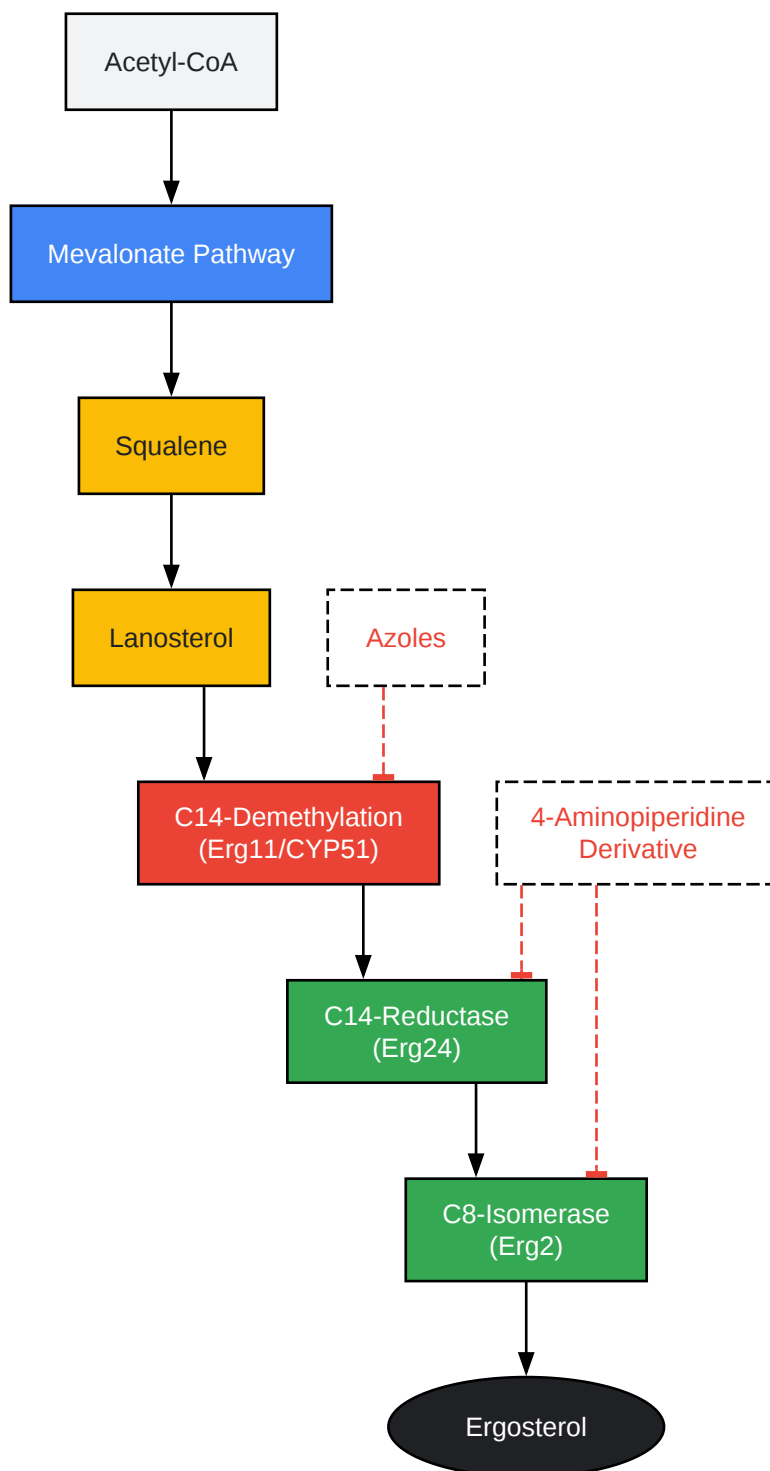 Acetyl-CoA
Mevalonate Pathway
Squalene
Lanosterol
Azoles
C14-Demethylation
(Erg11/CYP51)
4-Aminopiperidine
Derivative
C14-Reductase
(Erg24)
C8-Isomerase
(Erg2)
Ergosterol